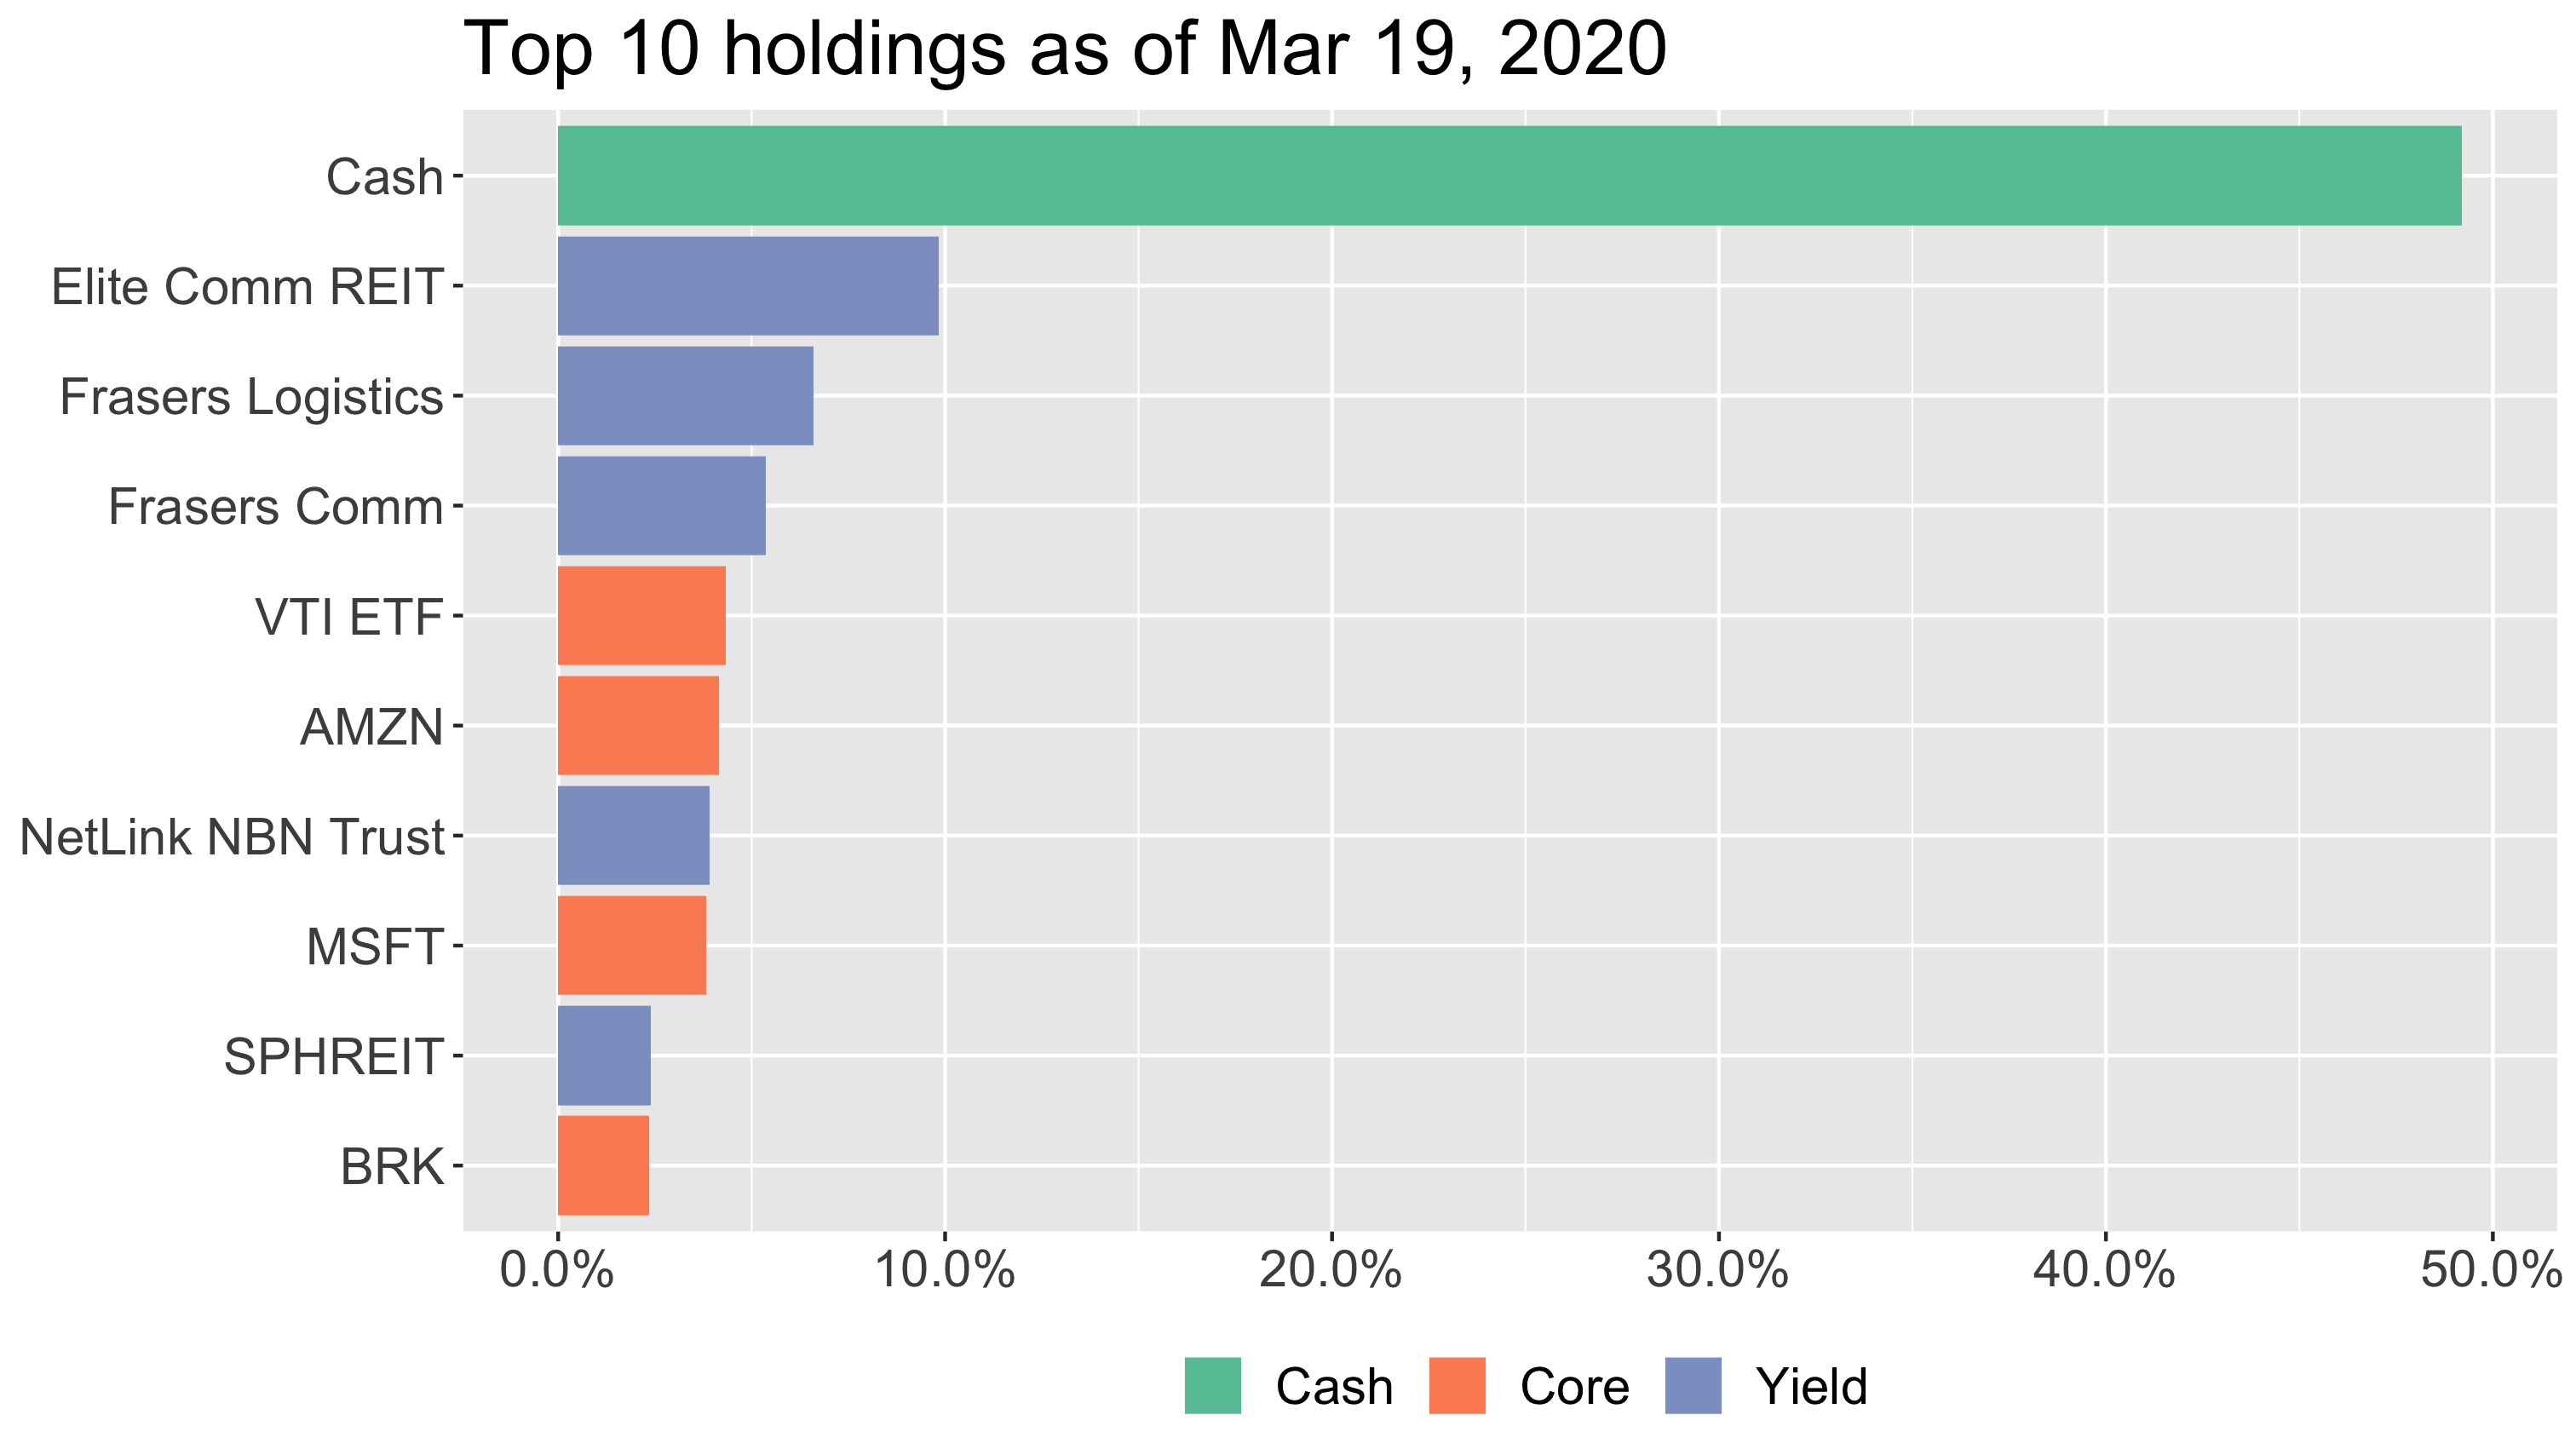 Top 10 holdings as of Mar 19, 2020
Cash
Elite Comm REIT
Frasers Logistics
Frasers Comm
VTI ETF
AMZN
NetLink NBN Trust
MSFT
SPHREIT
BRK
0.0% 10.0% 20.0% 30.0% 40.0% 50.0%
Cash Core Yield